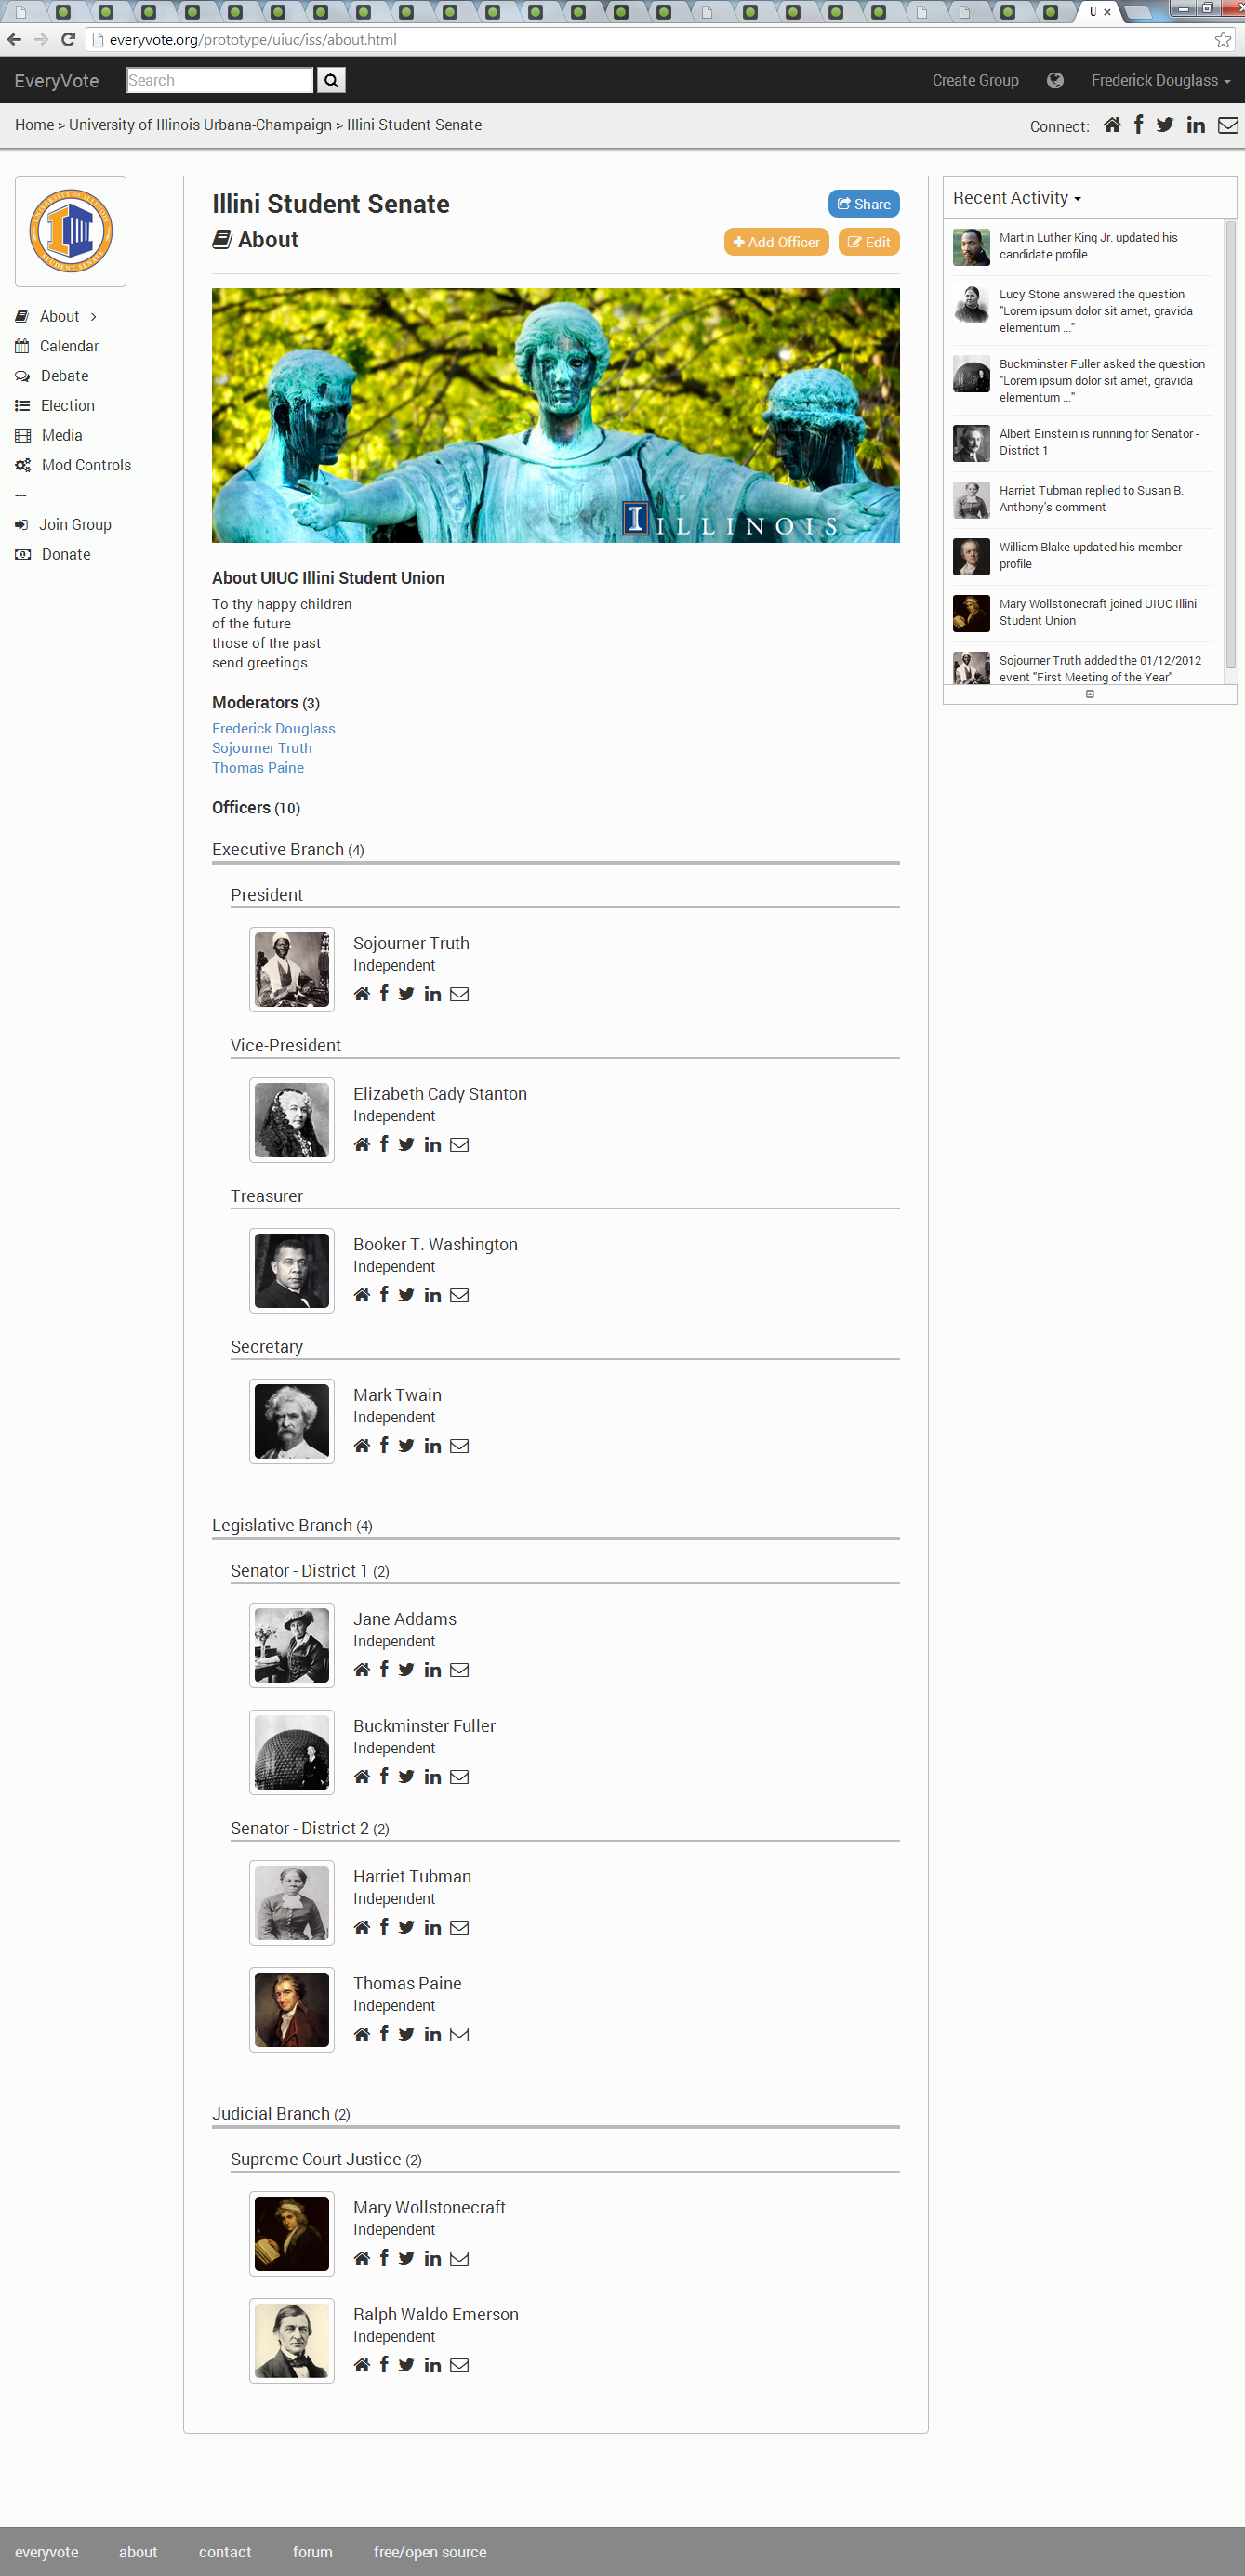 U
everyvote.org/prototype/uiuc/iss/about.html
EveryVote
Search
Create Group
Frederick Douglass
Home > University of Illinois Urbana-Champaign > Illini Student Senate
Connect:
UNIVERSITY OF ILLINOIS
STUDENT SENATE
About
Calendar
Debate
Election
Media
Mod Controls
---
Join Group
Donate
Illini Student Senate
Share
About
Add Officer
Edit
I ILLINOIS
About UIUC Illini Student Union
To thy happy children
of the future
those of the past
send greetings
Moderators (3)
Frederick Douglass
Sojourner Truth
Thomas Paine
Officers (10)
Executive Branch (4)
President
Sojourner Truth
Independent
Vice-President
Elizabeth Cady Stanton
Independent
Treasurer
Booker T. Washington
Independent
Secretary
Mark Twain
Independent
Legislative Branch (4)
Senator - District 1 (2)
Jane Addams
Independent
Buckminster Fuller
Independent
Senator - District 2 (2)
Harriet Tubman
Independent
Thomas Paine
Independent
Judicial Branch (2)
Supreme Court Justice (2)
Mary Wollstonecraft
Independent
Ralph Waldo Emerson
Independent
Recent Activity
Martin Luther King Jr. updated his
candidate profile
Lucy Stone answered the question
"Lorem ipsum dolor sit amet, gravida
elementum ..."
Buckminster Fuller asked the question
"Lorem ipsum dolor sit amet, gravida
elementum ..."
Albert Einstein is running for Senator -
District 1
Harriet Tubman replied to Susan B.
Anthony's comment
William Blake updated his member
profile
Mary Wollstonecraft joined UIUC Illini
Student Union
Sojourner Truth added the 01/12/2012
event "First Meeting of the Year"
everyvote
about
contact
forum
free/open source